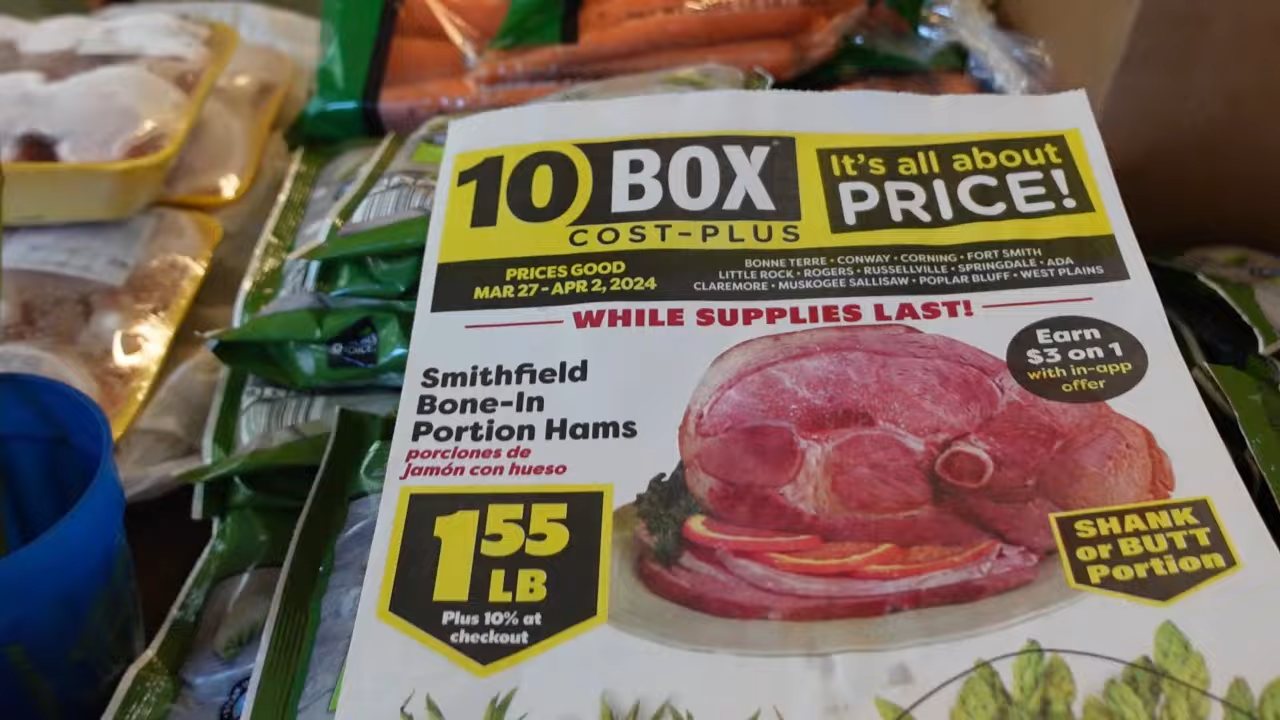 10 BOX
COST-PLUS
It's all about
PRICE!
PRICES GOOD
MAR 27 - APR 2, 2024
BONNE TERRE • CONWAY • CORNING • FORT SMITH
LITTLE ROCK • ROGERS • RUSSELLVILLE • SPRINGDALE • ADA
CLAREMORE • MUSKOGEE SALLISAW • POPLAR BLUFF • WEST PLAINS
WHILE SUPPLIES LAST!
Earn
$3 on 1
with in-app
offer
Smithfield
Bone-In
Portion Hams
porciones de
jamón con hueso
155
LB
Plus 10% at
checkout
SHANK
or BUTT
Portion